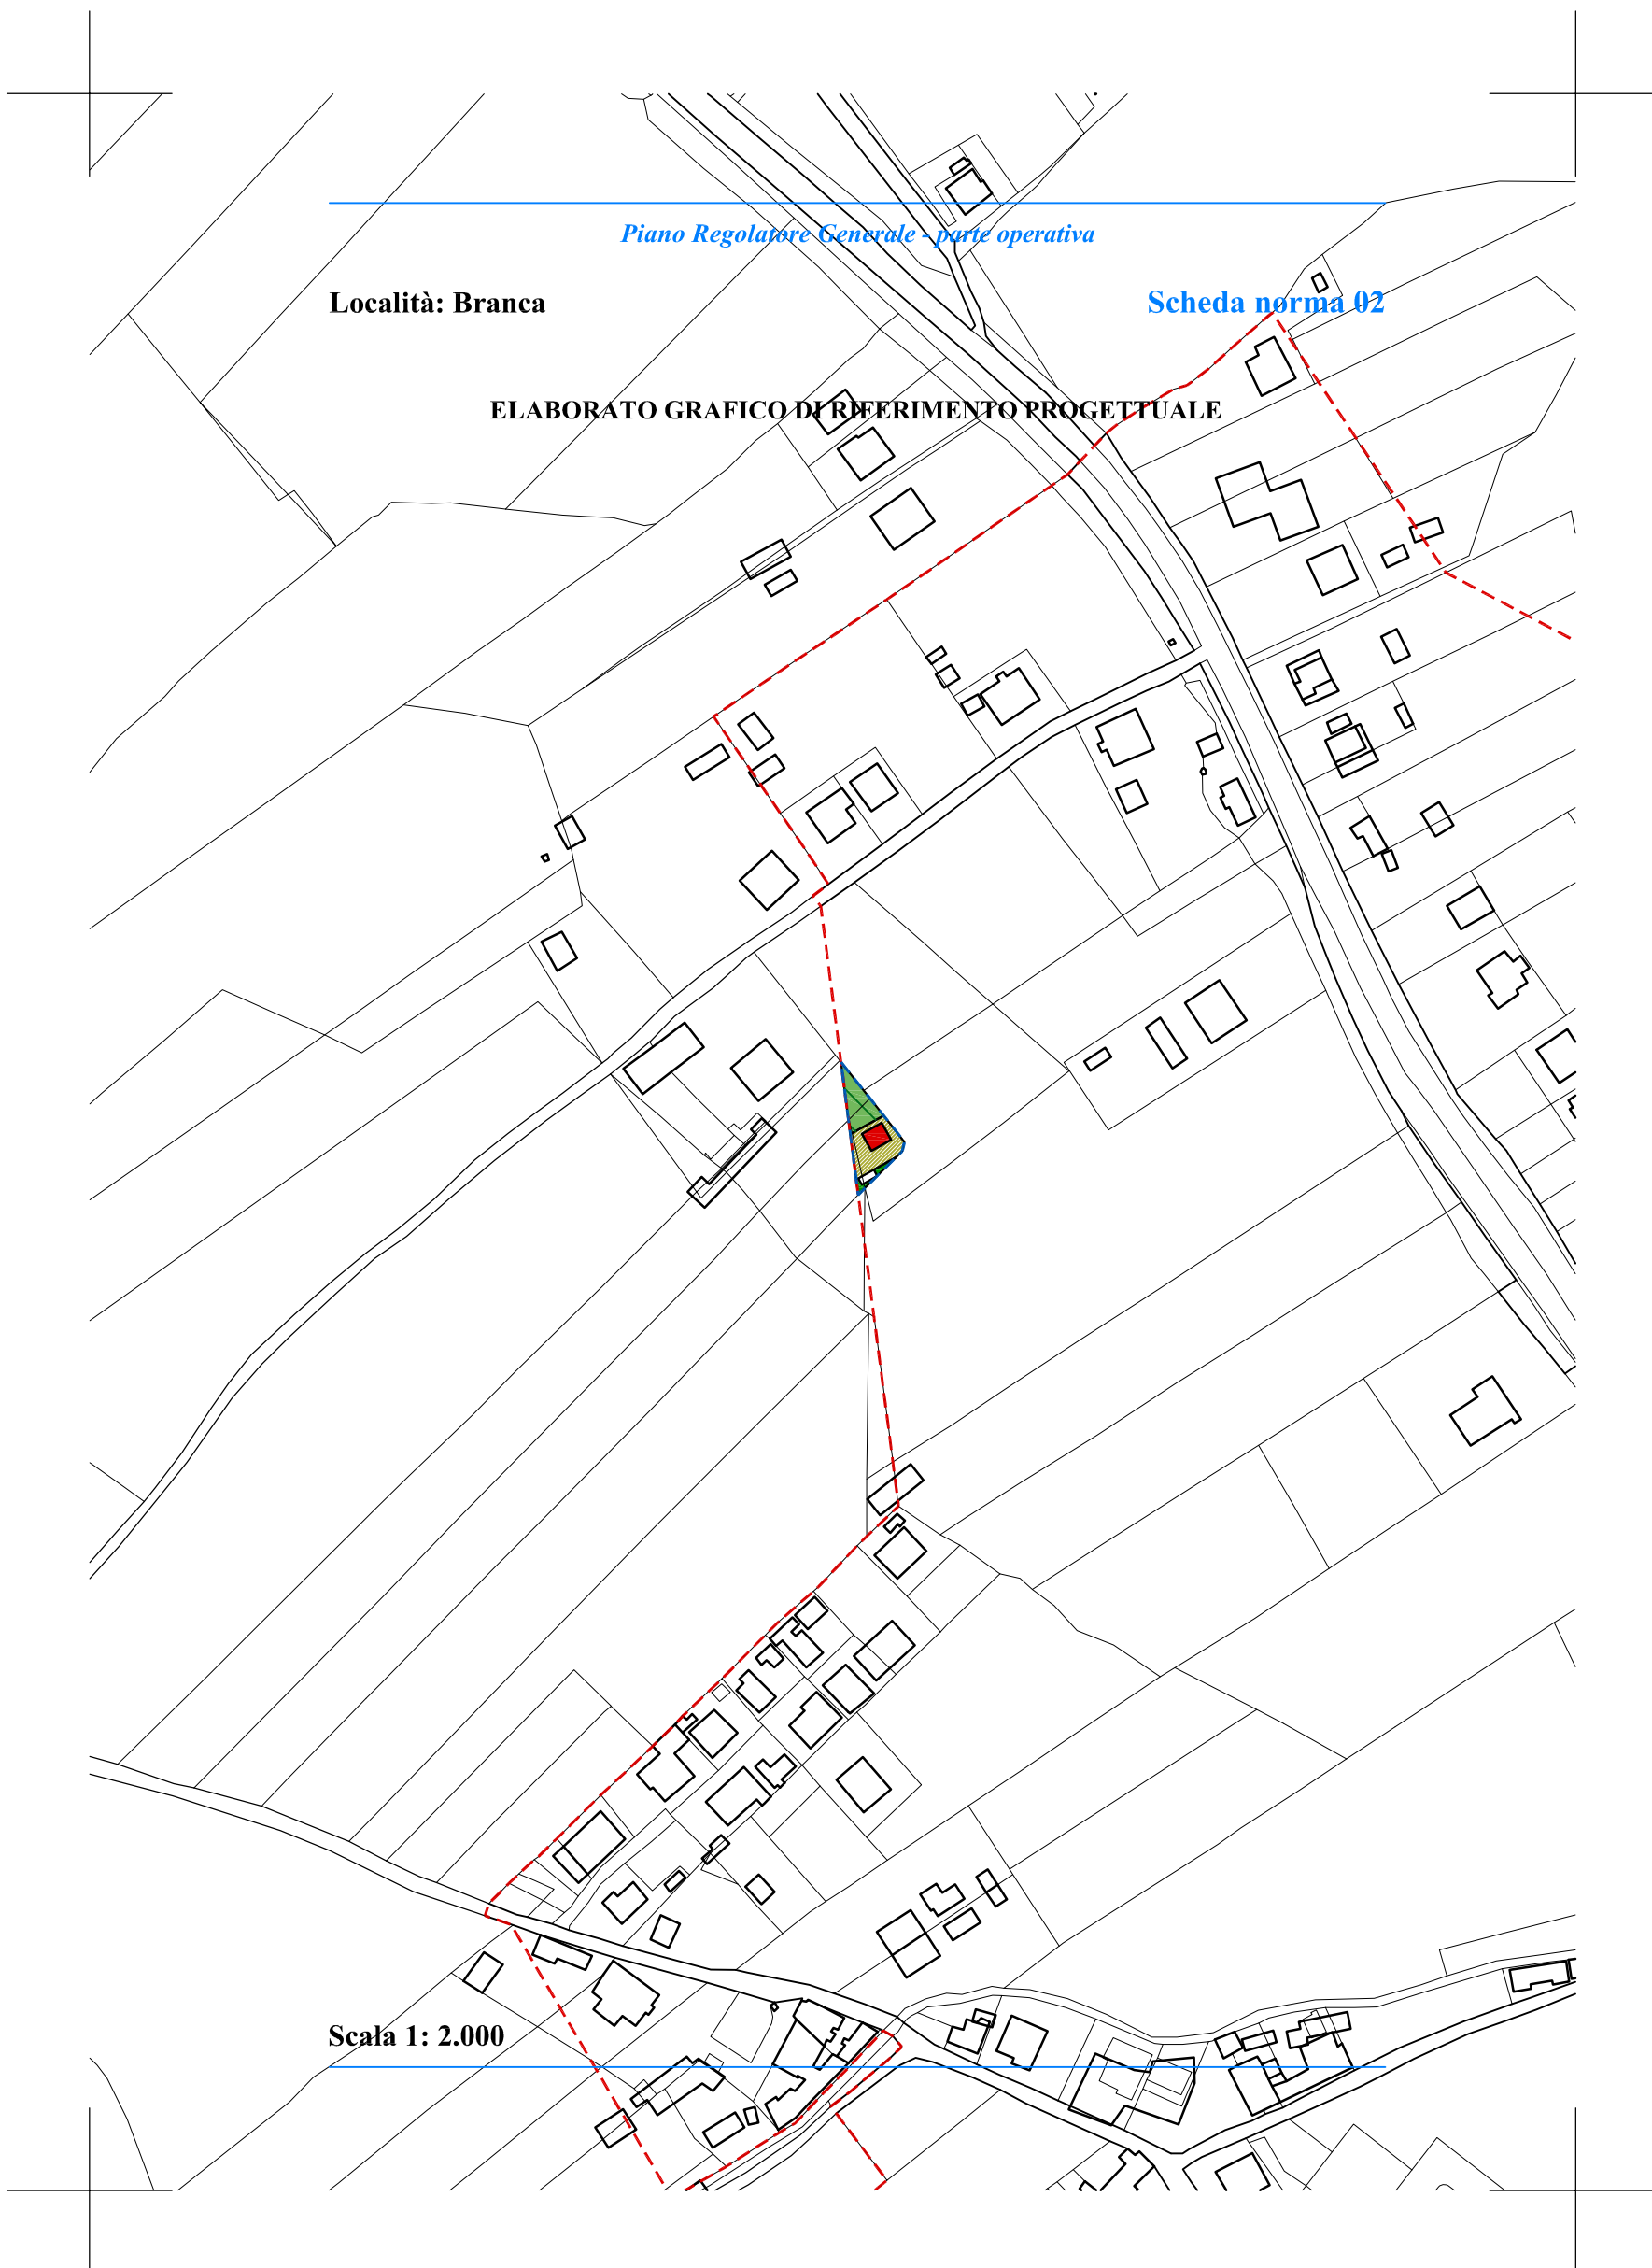 Piano Regolatore Generale - parte operativa
Località: Branca
Scheda norma 02
ELABORATO GRAFICO DI RIFERIMENTO PROGETTUALE
Scala 1: 2.000